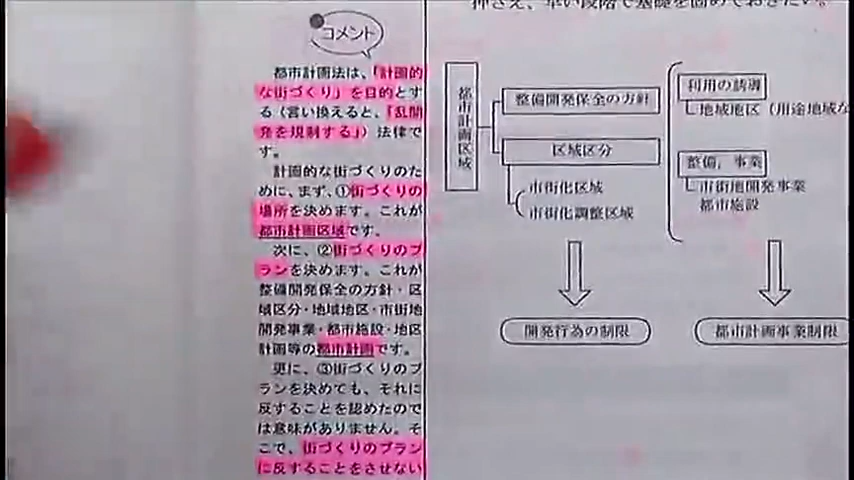 押さえ、早い段階で基礎を固めておきたい。
コメント
都市計画法は、「計画的
な街づくり」を目的とす
る（言い換えると、「乱開
発を規制する」）法律で
す。
計画的な街づくりのた
めに、まず、①街づくりの
場所を決めます。これが
都市計画区域です。
次に、②街づくりのプ
ランを決めます。これが
整備開発保全の方針・区
域区分・地域地区・市街地
開発事業・都市施設・地区
計画等の都市計画です。
更に、③街づくりのプ
ランを決めても、それに
反することを認めたので
は意味がありません。そ
こで、街づくりのプラン
に反することをさせない
都市計画区域
整備開発保全の方針
区域区分
市街化区域
市街化調整区域
開発行為の制限
利用の誘導
地域地区（用途地域な
整備、事業
市街地開発事業
都市施設
都市計画事業制限